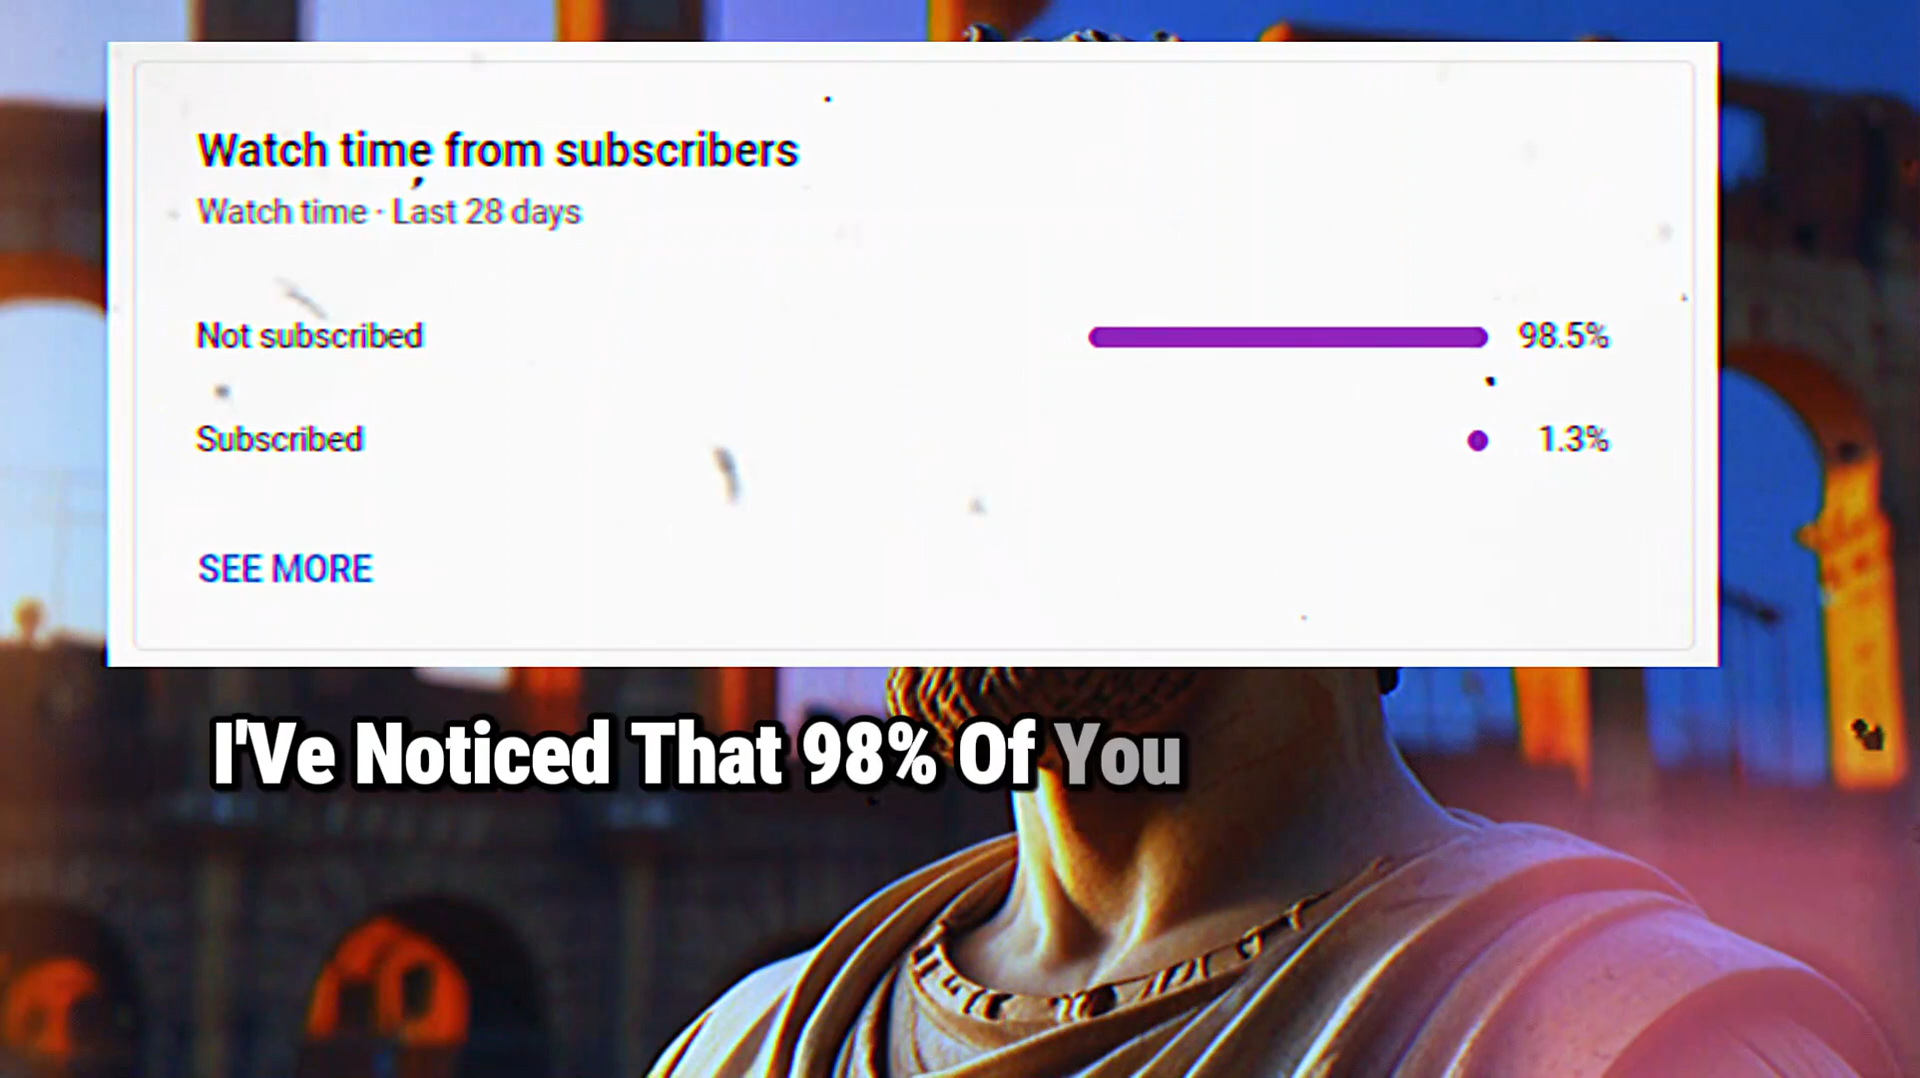 Watch time from subscribers
Watch time · Last 28 days
Not subscribed 98.5%
Subscribed 1.3%
SEE MORE
I'Ve Noticed That 98% Of You